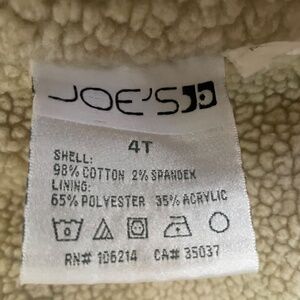 JOE'S
4T
SHELL:
98% COTTON 2% SPANDEX
LINING:
65% POLYESTER 35% ACRYLIC
RN# 106214 CA# 35037